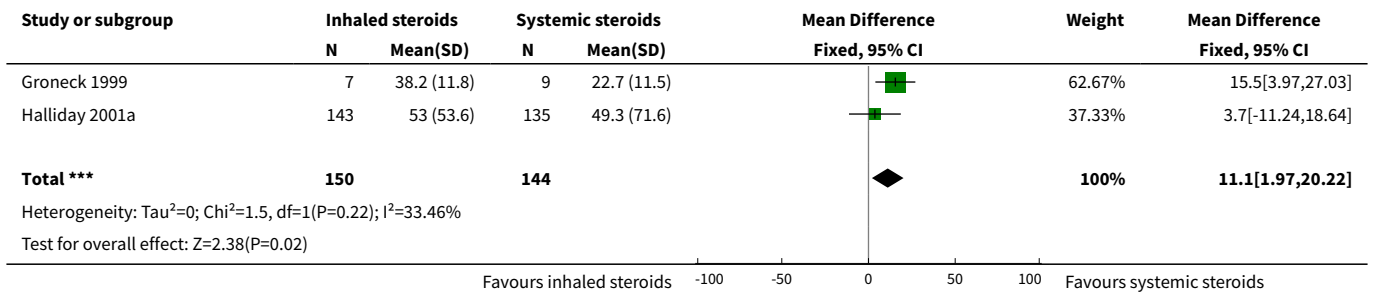 Study or subgroup Inhaled steroids Systemic steroids Mean Difference Weight Mean Difference
N Mean(SD) N Mean(SD) Fixed, 95% CI Fixed, 95% CI
Groneck 1999 7 38.2 (11.8) 9 22.7 (11.5) 62.67% 15.5[3.97,27.03]
Halliday 2001a 143 53 (53.6) 135 49.3 (71.6) 37.33% 3.7[-11.24,18.64]
Total *** 150 144 100% 11.1[1.97,20.22]
Heterogeneity: Tau²=0; Chi²=1.5, df=1(P=0.22); I²=33.46%
Test for overall effect: Z=2.38(P=0.02)
Favours inhaled steroids -100 -50 0 50 100 Favours systemic steroids